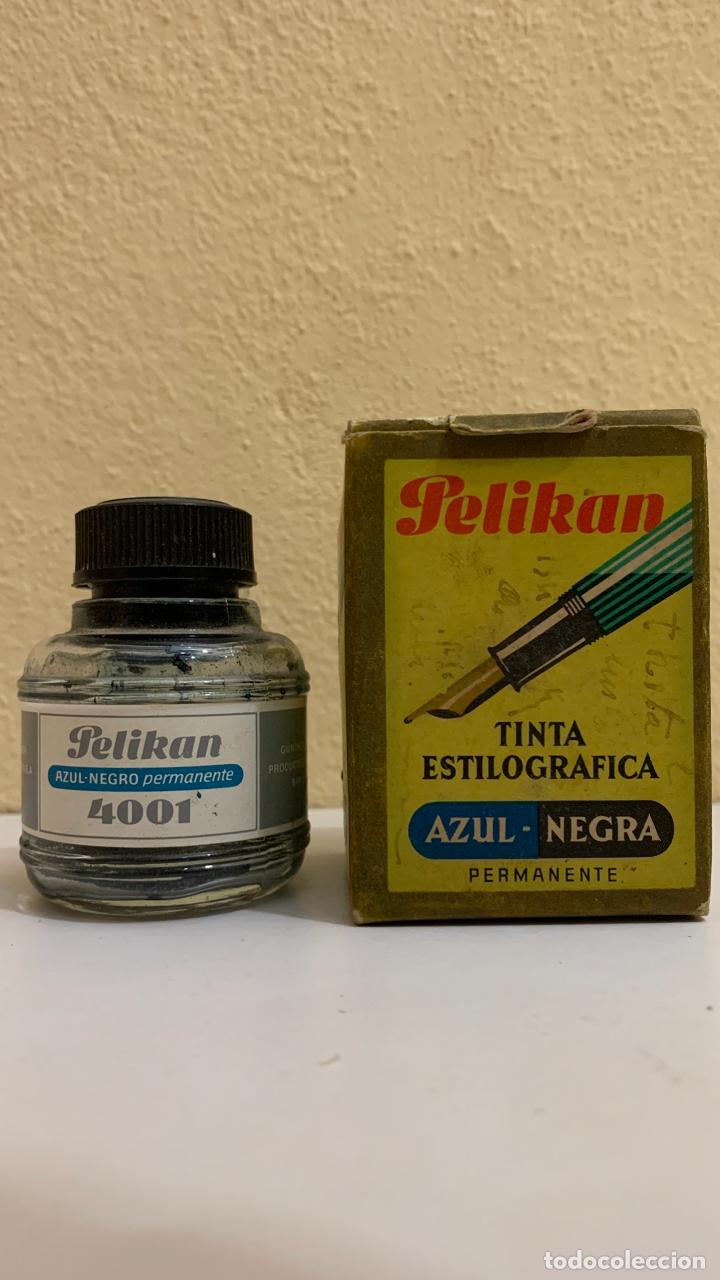 Pelikan
AZUL-NEGRO permanente
4001
Pelikan
TINTA
ESTILOGRAFICA
AZUL - NEGRA
PERMANENTE
todocoleccion